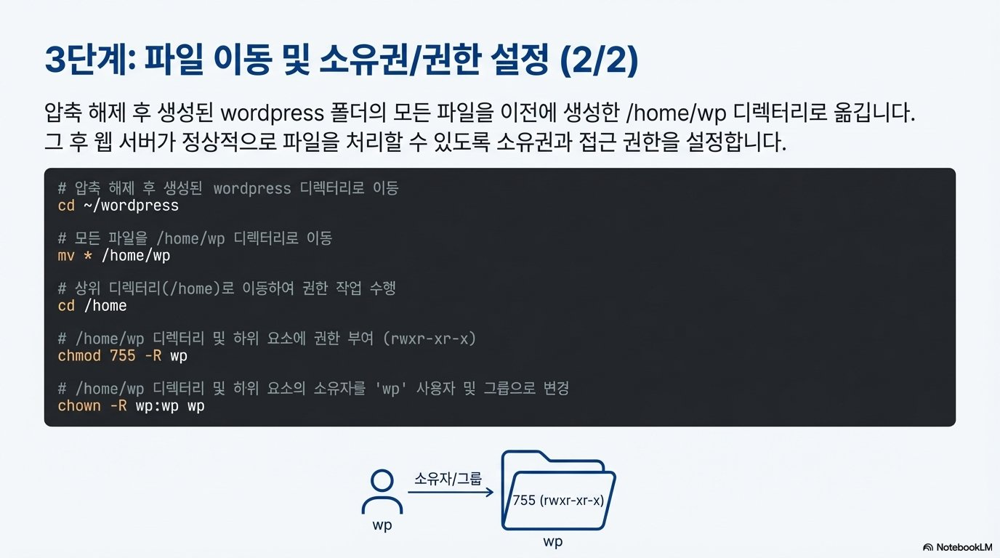 3단계: 파일 이동 및 소유권/권한 설정 (2/2)
압축 해제 후 생성된 wordpress 폴더의 모든 파일을 이전에 생성한 /home/wp 디렉터리로 옮깁니다.
그 후 웹 서버가 정상적으로 파일을 처리할 수 있도록 소유권과 접근 권한을 설정합니다.
# 압축 해제 후 생성된 wordpress 디렉터리로 이등
cd ~/wordpress
# 모든 파일을 /home/wp 디렉터리로 이동
mv * /home/wp
# 상위 디렉터리(/home)로 이동하여 권한 작업 수행
cd /home
# /home/wp 디렉터리 및 하위 요소에 권한 부여 (rwxr-xr-x)
chmod 755 -R wp
# /home/wp 디렉터리 및 하위 요소의 소유자를 'wp' 사용자 및 그룹으로 변경
chown -R wp:wp wp
소유자/그룹
755 (rwxr-xr-x)
wp
wp
NotebookLM